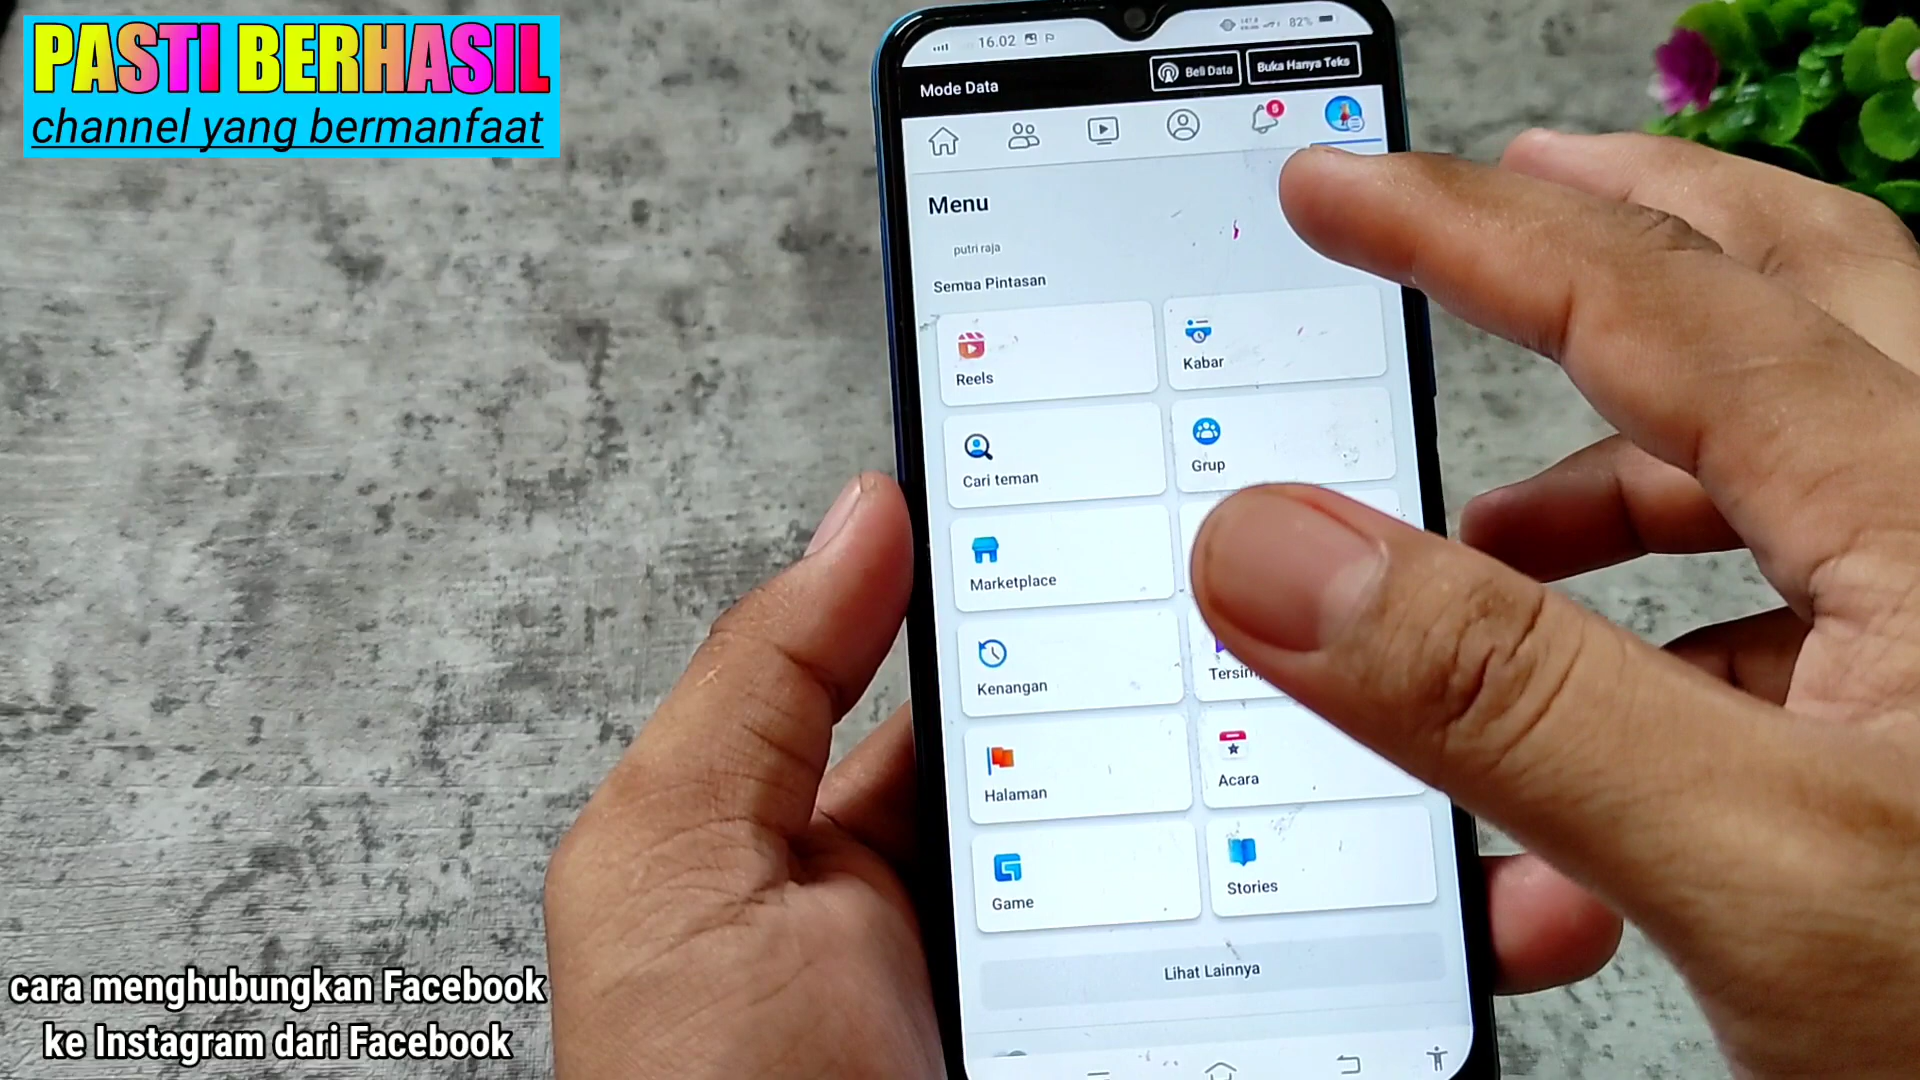 PASTI BERHASIL
channel yang bermanfaat
16.02
82%
Mode Data
Beli Data
Buka Hanya Teks
6
Menu
putri raja
Semua Pintasan
Reels
Kabar
Cari teman
Grup
Marketplace
Kenangan
Halaman
Acara
Game
Stories
Lihat Lainnya
cara menghubungkan Facebook
ke Instagram dari Facebook